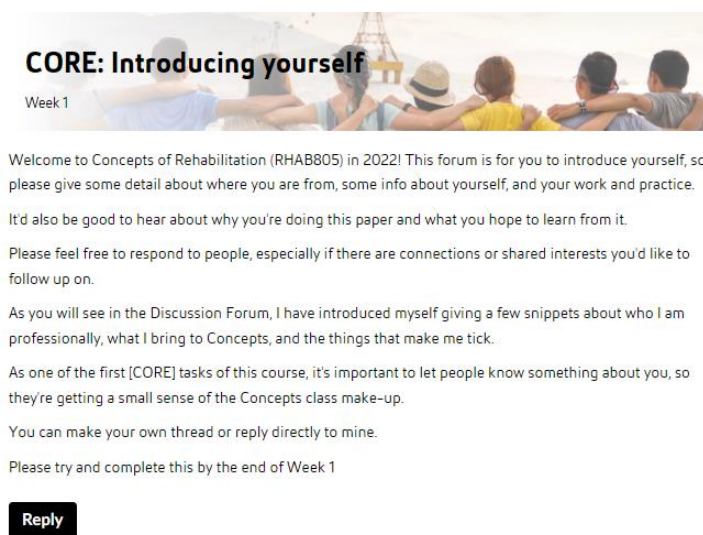 CORE: Introducing yourself
Week 1
Welcome to Concepts of Rehabilitation (RHAB805) in 2022! This forum is for you to introduce yourself, so
please give some detail about where you are from, some info about yourself, and your work and practice.
It'd also be good to hear about why you're doing this paper and what you hope to learn from it.
Please feel free to respond to people, especially if there are connections or shared interests you'd like to
follow up on.
As you will see in the Discussion Forum, I have introduced myself giving a few snippets about who I am
professionally, what I bring to Concepts, and the things that make me tick.
As one of the first [CORE] tasks of this course, it's important to let people know something about you, so
they're getting a small sense of the Concepts class make-up.
You can make your own thread or reply directly to mine.
Please try and complete this by the end of Week 1
Reply